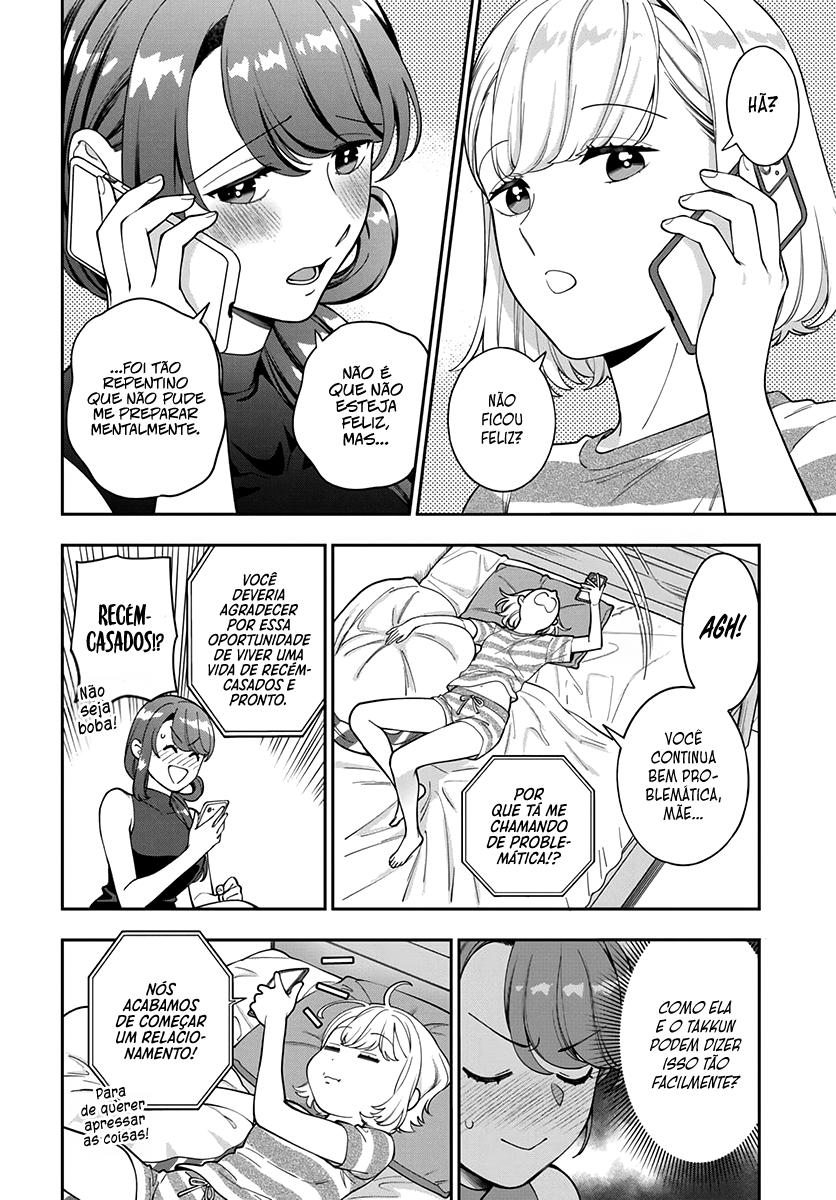 HÃ?
NÃO
FICOU
FELIZ?
NÃO É
QUE NÃO
ESTEJA
FELIZ,
MAS...
...FOI TÃO
REPENTINO
QUE NÃO PUDE
ME PREPARAR
MENTALMENTE.
AGH!
VOCÊ
CONTINUA
BEM PRO-
BLEMÁTICA,
MÃE...
POR
QUE TÁ ME
CHAMANDO
DE PROBLE-
MÁTICA!?
VOCÊ
DEVERIA
AGRADECER
POR ESSA
OPORTUNIDADE
DE VIVER UMA
VIDA DE RECÉM-
CASADOS E
PRONTO.
RECÉM-
CASADOS!?
Não
seja
boba!
COMO ELA
E O TAKKUN
PODEM DIZER
ISSO TÃO
FACILMENTE?
NÓS
ACABAMOS
DE COMEÇAR
UM RELACIO-
NAMENTO!
Para
de querer
apressar
as coisas!